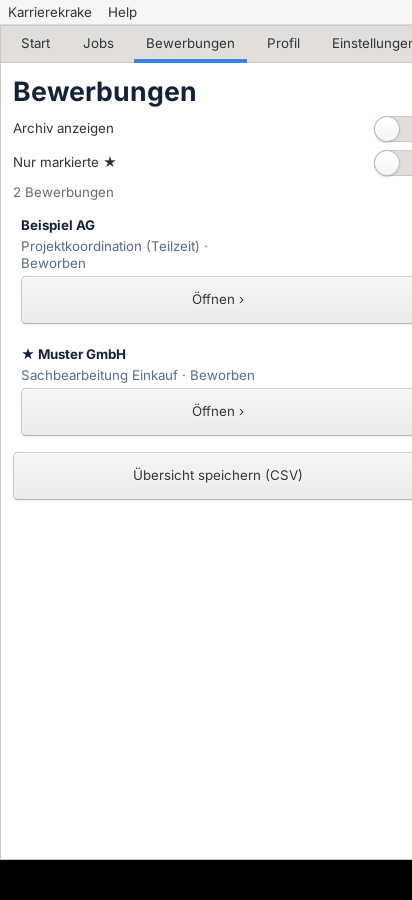 Karrierekrake Help
Start Jobs Bewerbungen Profil Einstellungen
Bewerbungen
Archiv anzeigen
Nur markierte ★
2 Bewerbungen
Beispiel AG
Projektkoordination (Teilzeit) ·
Beworben
Öffnen ›
★ Muster GmbH
Sachbearbeitung Einkauf · Beworben
Öffnen ›
Übersicht speichern (CSV)